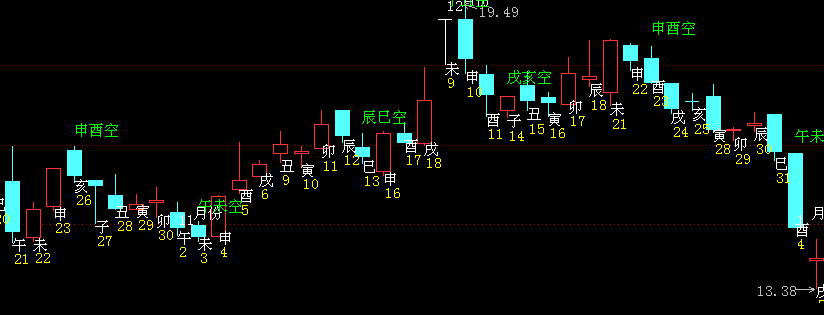 12
19.49
申酉空
未
9
申
10
戌亥空
申
22
酉
23
酉
11
子
14
丑
15
寅
16
卯
17
辰
18
未
21
戌
24
亥
25
寅
28
卯
29
辰
30
午未
巳
31
申酉空
辰巳空
卯
11
辰
12
巳
13
申
16
酉
17
戌
18
丑
9
寅
10
戌
6
酉
5
亥
26
子
27
丑
28
寅
29
卯
30
午未空
11月份
午
2
未
3
申
4
午
21
未
22
申
23
月
酉
4
13.38